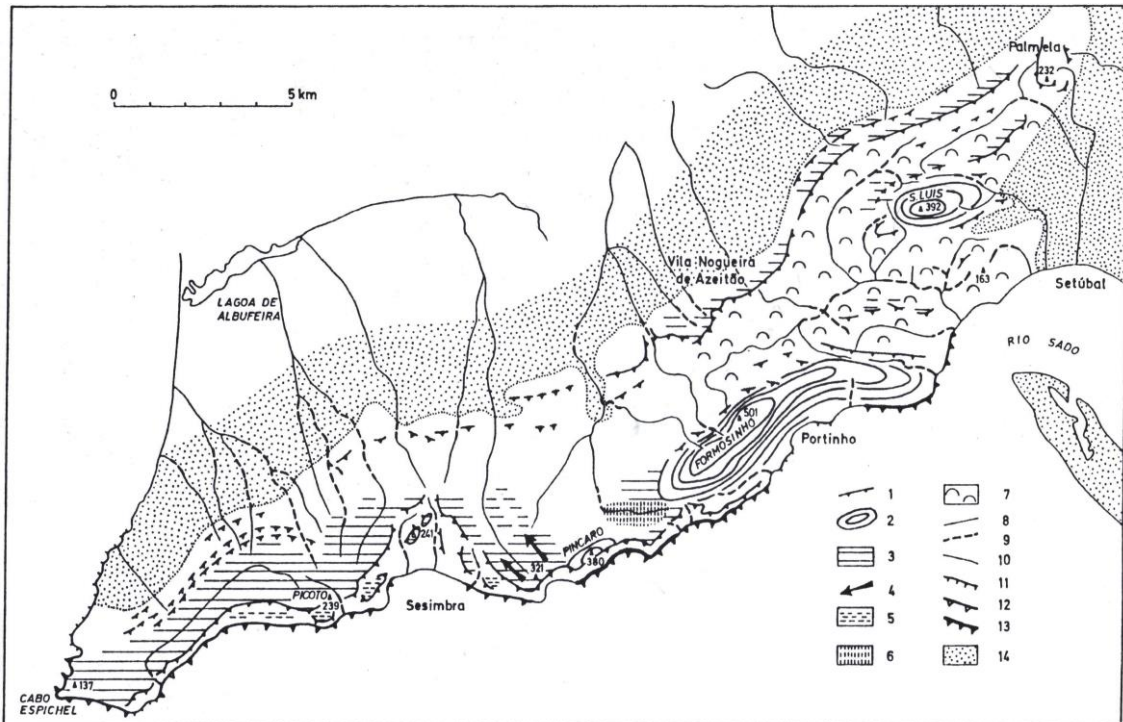 Palmela
232
0 5 km
S. LUIS
392
Vila Nogueira
de Azeitão
163
Setúbal
LAGOA DE
ALBUFEIRA
RIO SADO
501
FORMOSINHO
Portinho
241
PINCARO
321
380
PICOTO
239
Sesimbra
137
CABO
ESPICHEL
1 7
2 8
3 9
4 10
5 11
6 12
13
14